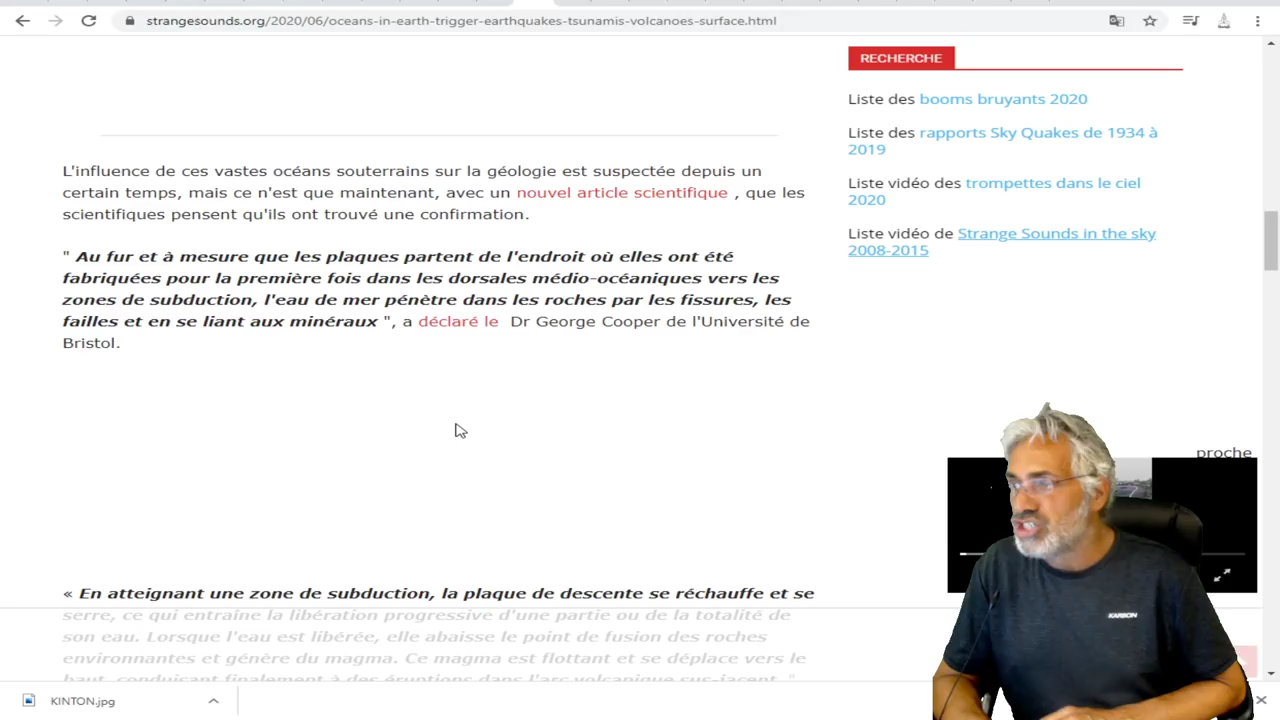 strangesounds.org/2020/06/oceans-in-earth-trigger-earthquakes-tsunamis-volcanoes-surface.html
RECHERCHE
Liste des booms bruyants 2020
Liste des rapports Sky Quakes de 1934 à
2019
Liste vidéo des trompettes dans le ciel
2020
Liste vidéo de Strange Sounds in the sky
2008-2015
L'influence de ces vastes océans souterrains sur la géologie est suspectée depuis un
certain temps, mais ce n'est que maintenant, avec un nouvel article scientifique , que les
scientifiques pensent qu'ils ont trouvé une confirmation.
" Au fur et à mesure que les plaques partent de l'endroit où elles ont été
fabriquées pour la première fois dans les dorsales médio-océaniques vers les
zones de subduction, l'eau de mer pénètre dans les roches par les fissures, les
failles et en se liant aux minéraux ", a déclaré le Dr George Cooper de l'Université de
Bristol.
proche
« En atteignant une zone de subduction, la plaque de descente se réchauffe et se
serre, ce qui entraîne la libération progressive d'une partie ou de la totalité de
son eau. Lorsque l'eau est libérée, elle abaisse le point de fusion des roches
environnantes et génère du magma. Ce magma est flottant et se déplace vers le
haut, conduisant finalement à des éruptions dans l'arc volcanique sus-jacent. "
KARBON
KINTON.jpg